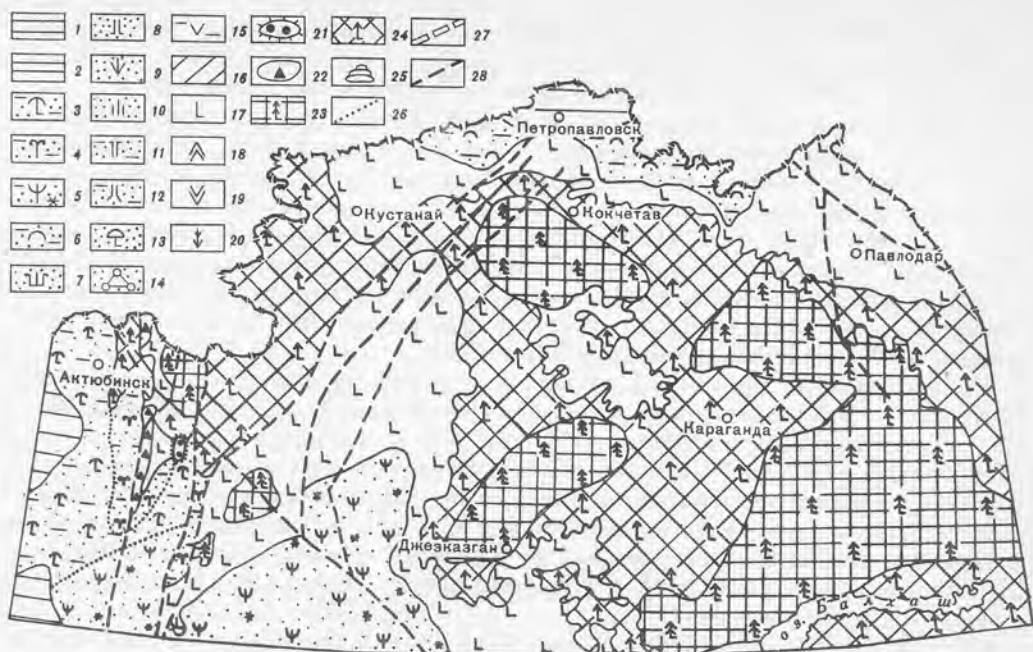 1 8 15 21 24 27
2 9 16 22 25 28
3 10 17 23 26
4 11 18
5 12 19
6 13 20
7 14
Петропавловск
Кустанай
Кокчетав
Павлодар
Актюбинск
Караганда
Джезказган
оз. Балхаш